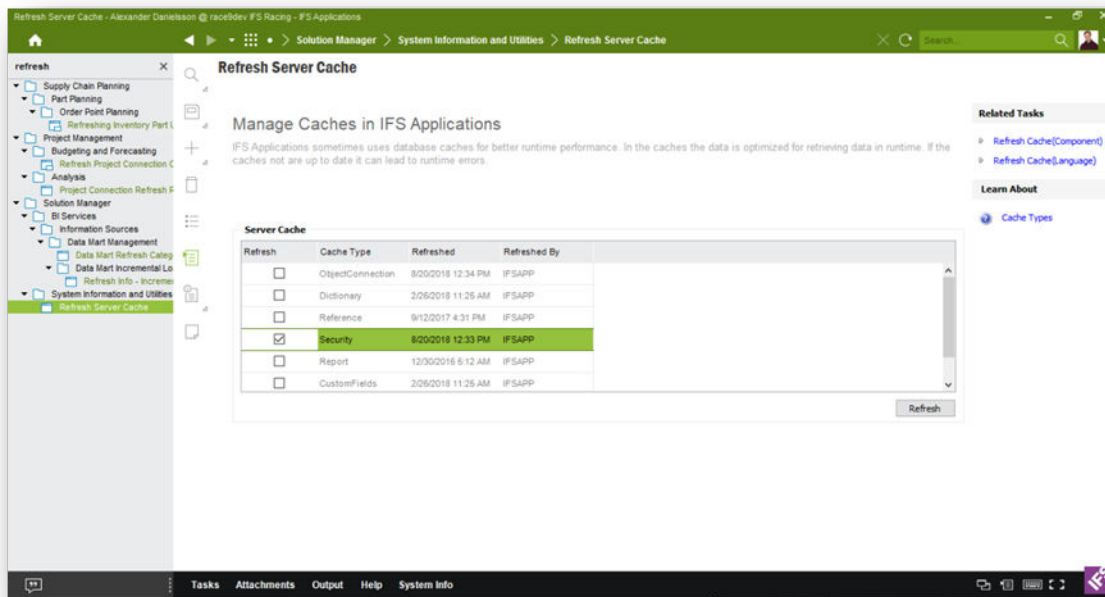 Refresh Server Cache - Alexander Danielsson @ race9dev IFS Racing - IFS Applications
Solution Manager > System Information and Utilities > Refresh Server Cache
Search...
refresh
Supply Chain Planning
Part Planning
Order Point Planning
Refreshing Inventory Part
Project Management
Budgeting and Forecasting
Refresh Project Connection C
Analysis
Project Connection Refresh
Solution Manager
BI Services
Information Sources
Data Mart Management
Data Mart Refresh Categ
Data Mart Incremental Lo
Refresh Info - Increme
System Information and Utilities
Refresh Server Cache
Refresh Server Cache
Manage Caches in IFS Applications
IFS Applications sometimes uses database caches for better runtime performance. In the caches the data is optimized for retrieving data in runtime. If the
caches not are up to date it can lead to runtime errors.
Server Cache
Refresh Cache Type Refreshed Refreshed By
ObjectConnection 8/20/2018 12:34 PM IFSAPP
Dictionary 2/26/2018 11:25 AM IFSAPP
Reference 9/12/2017 4:31 PM IFSAPP
Security 8/20/2018 12:33 PM IFSAPP
Report 12/30/2016 5:12 AM IFSAPP
CustomFields 2/26/2018 11:25 AM IFSAPP
Refresh
Related Tasks
Refresh Cache(Component)
Refresh Cache(Language)
Learn About
Cache Types
Tasks Attachments Output Help System Info